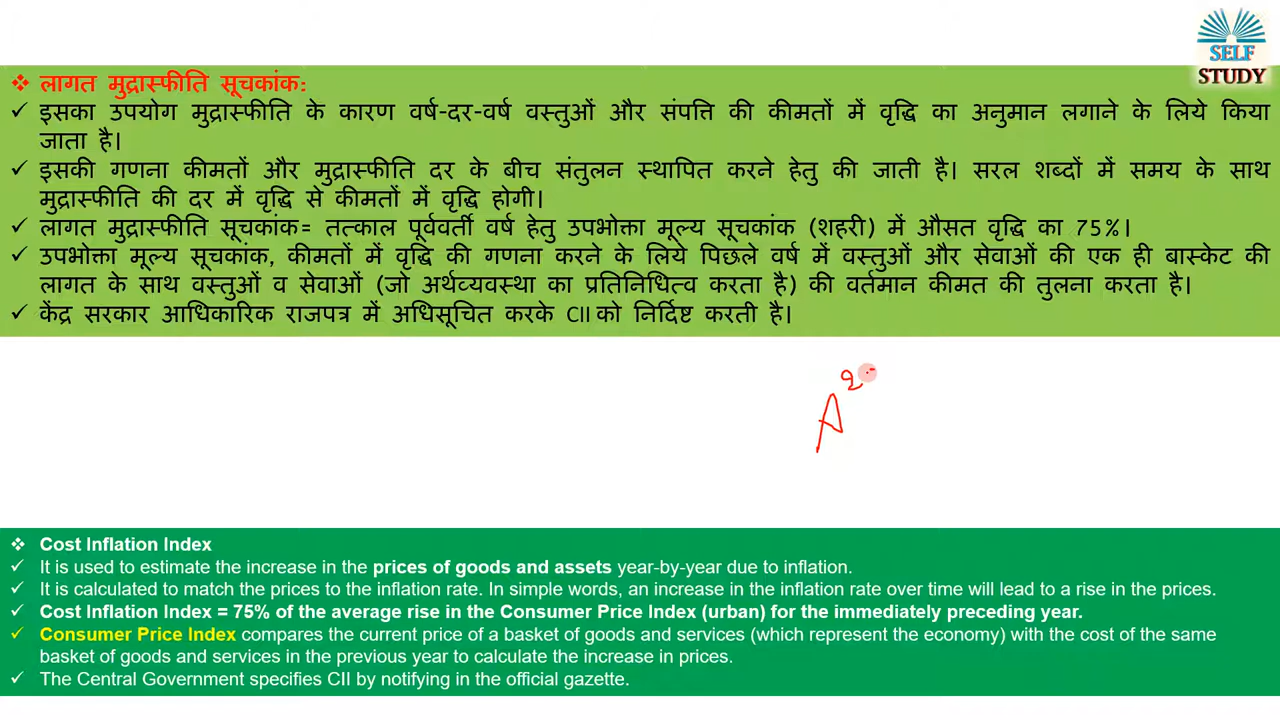 SELF
STUDY
❖ लागत मुद्रास्फीति सूचकांक:
✓ इसका उपयोग मुद्रास्फीति के कारण वर्ष-दर-वर्ष वस्तुओं और संपत्ति की कीमतों में वृद्धि का अनुमान लगाने के लिये किया
जाता है।
✓ इसकी गणना कीमतों और मुद्रास्फीति दर के बीच संतुलन स्थापित करने हेतु की जाती है। सरल शब्दों में समय के साथ
मुद्रास्फीति की दर में वृद्धि से कीमतों में वृद्धि होगी।
✓ लागत मुद्रास्फीति सूचकांक= तत्काल पूर्ववर्ती वर्ष हेतु उपभोक्ता मूल्य सूचकांक (शहरी) में औसत वृद्धि का 75%।
✓ उपभोक्ता मूल्य सूचकांक, कीमतों में वृद्धि की गणना करने के लिये पिछले वर्ष में वस्तुओं और सेवाओं की एक ही बास्केट की
लागत के साथ वस्तुओं व सेवाओं (जो अर्थव्यवस्था का प्रतिनिधित्व करता है) की वर्तमान कीमत की तुलना करता है।
✓ केंद्र सरकार आधिकारिक राजपत्र में अधिसूचित करके CII को निर्दिष्ट करती है।
A
❖ Cost Inflation Index
✓ It is used to estimate the increase in the prices of goods and assets year-by-year due to inflation.
✓ It is calculated to match the prices to the inflation rate. In simple words, an increase in the inflation rate over time will lead to a rise in the prices.
✓ Cost Inflation Index = 75% of the average rise in the Consumer Price Index (urban) for the immediately preceding year.
✓ Consumer Price Index compares the current price of a basket of goods and services (which represent the economy) with the cost of the same
basket of goods and services in the previous year to calculate the increase in prices.
✓ The Central Government specifies CII by notifying in the official gazette.